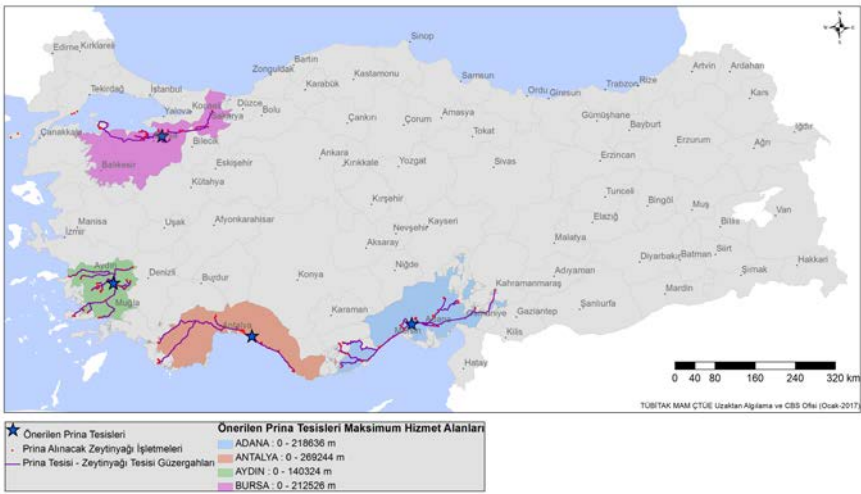 Sinop
Edirne Kırklareli
Bartın
Zonguldak
Kastamonu
Karabük
Samsun
Artvin Ardahan
Tekirdağ İstanbul
Ordu Giresun
Trabzon Rize
Kars
Yalova Kocaeli
Düzce
Bolu
Sakarya
Çankırı
Çorum
Amasya
Gümüşhane
Bayburt
Çanakkale
Tokat
Iğdır
Bilecik
Erzurum
Ağrı
Balıkesir
Eskişehir
Ankara
Kırıkkale
Yozgat
Sivas
Erzincan
Kütahya
Tunceli
Kırşehir
Bingöl
Muş
Manisa
Uşak
Afyonkarahisar
Nevşehir Kayseri
Elazığ
Bitlis
Van
İzmir
Aksaray
Malatya
Niğde
Diyarbakır Batman
Siirt
Hakkari
Aydın
Denizli
Burdur
Konya
Adıyaman
Şırnak
Kahramanmaraş
Mardin
Muğla
Karaman
Osmaniye
Gaziantep
Şanlıurfa
Antalya
Adana
Mersin
Kilis
Hatay
0 40 80 160 240 320 km
TÜBİTAK MAM ÇTÜE Uzaktan Algılama ve CBS Ofisi (Ocak-2017)
Önerilen Prina Tesisleri
Prina Alınacak Zeytinyağı İşletmeleri
Prina Tesisi - Zeytinyağı Tesisi Güzergahları
Önerilen Prina Tesisleri Maksimum Hizmet Alanları
ADANA : 0 - 218636 m
ANTALYA : 0 - 269244 m
AYDIN : 0 - 140324 m
BURSA : 0 - 212526 m